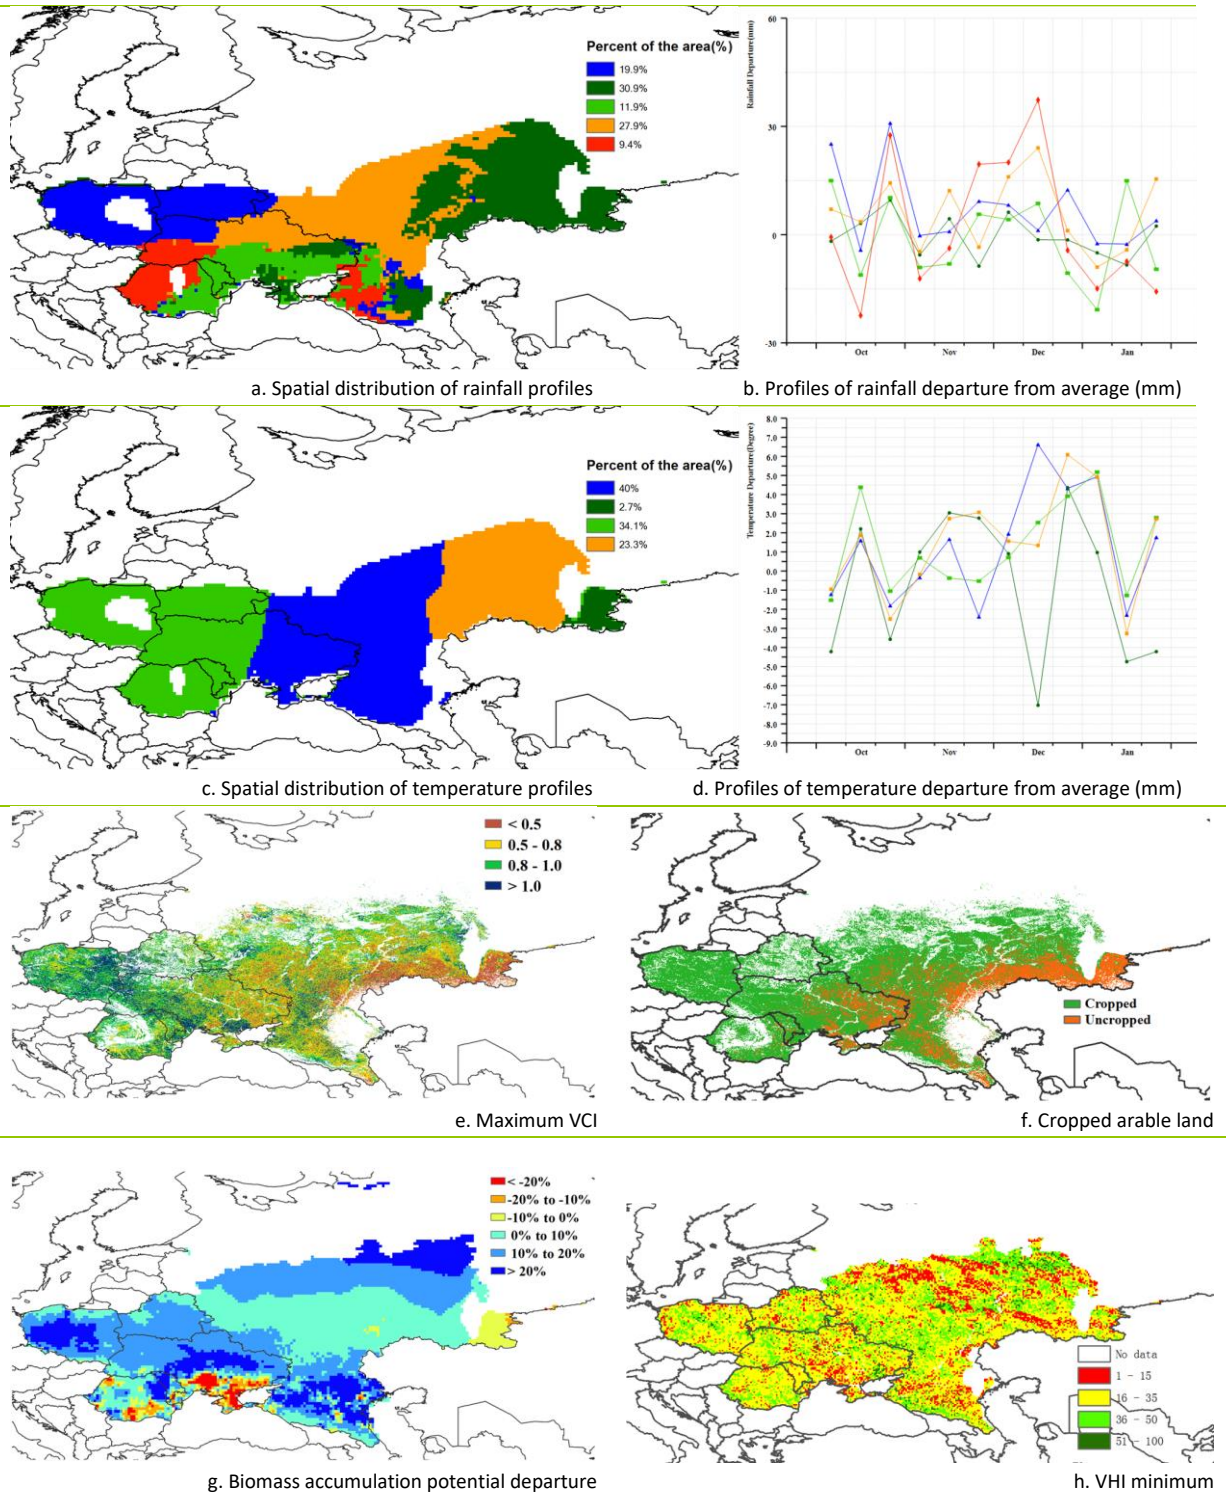 Percent of the area(%)
19.9%
30.9%
11.9%
27.9%
9.4%
Rainfall Departure(mm)
60
30
0
-30
Oct
Nov
Dec
Jan
a. Spatial distribution of rainfall profiles
b. Profiles of rainfall departure from average (mm)
Percent of the area(%)
40%
2.7%
34.1%
23.3%
Temperature Departure(Degree)
8.0
7.0
6.0
5.0
4.0
3.0
2.0
1.0
0.0
-1.0
-2.0
-3.0
-4.0
-5.0
-6.0
-7.0
-8.0
-9.0
Oct
Nov
Dec
Jan
c. Spatial distribution of temperature profiles
d. Profiles of temperature departure from average (mm)
< 0.5
0.5 - 0.8
0.8 - 1.0
> 1.0
Cropped
Uncropped
e. Maximum VCI
f. Cropped arable land
< -20%
-20% to -10%
-10% to 0%
0% to 10%
10% to 20%
> 20%
No data
1 - 15
16 - 35
36 - 50
51 - 100
g. Biomass accumulation potential departure
h. VHI minimum